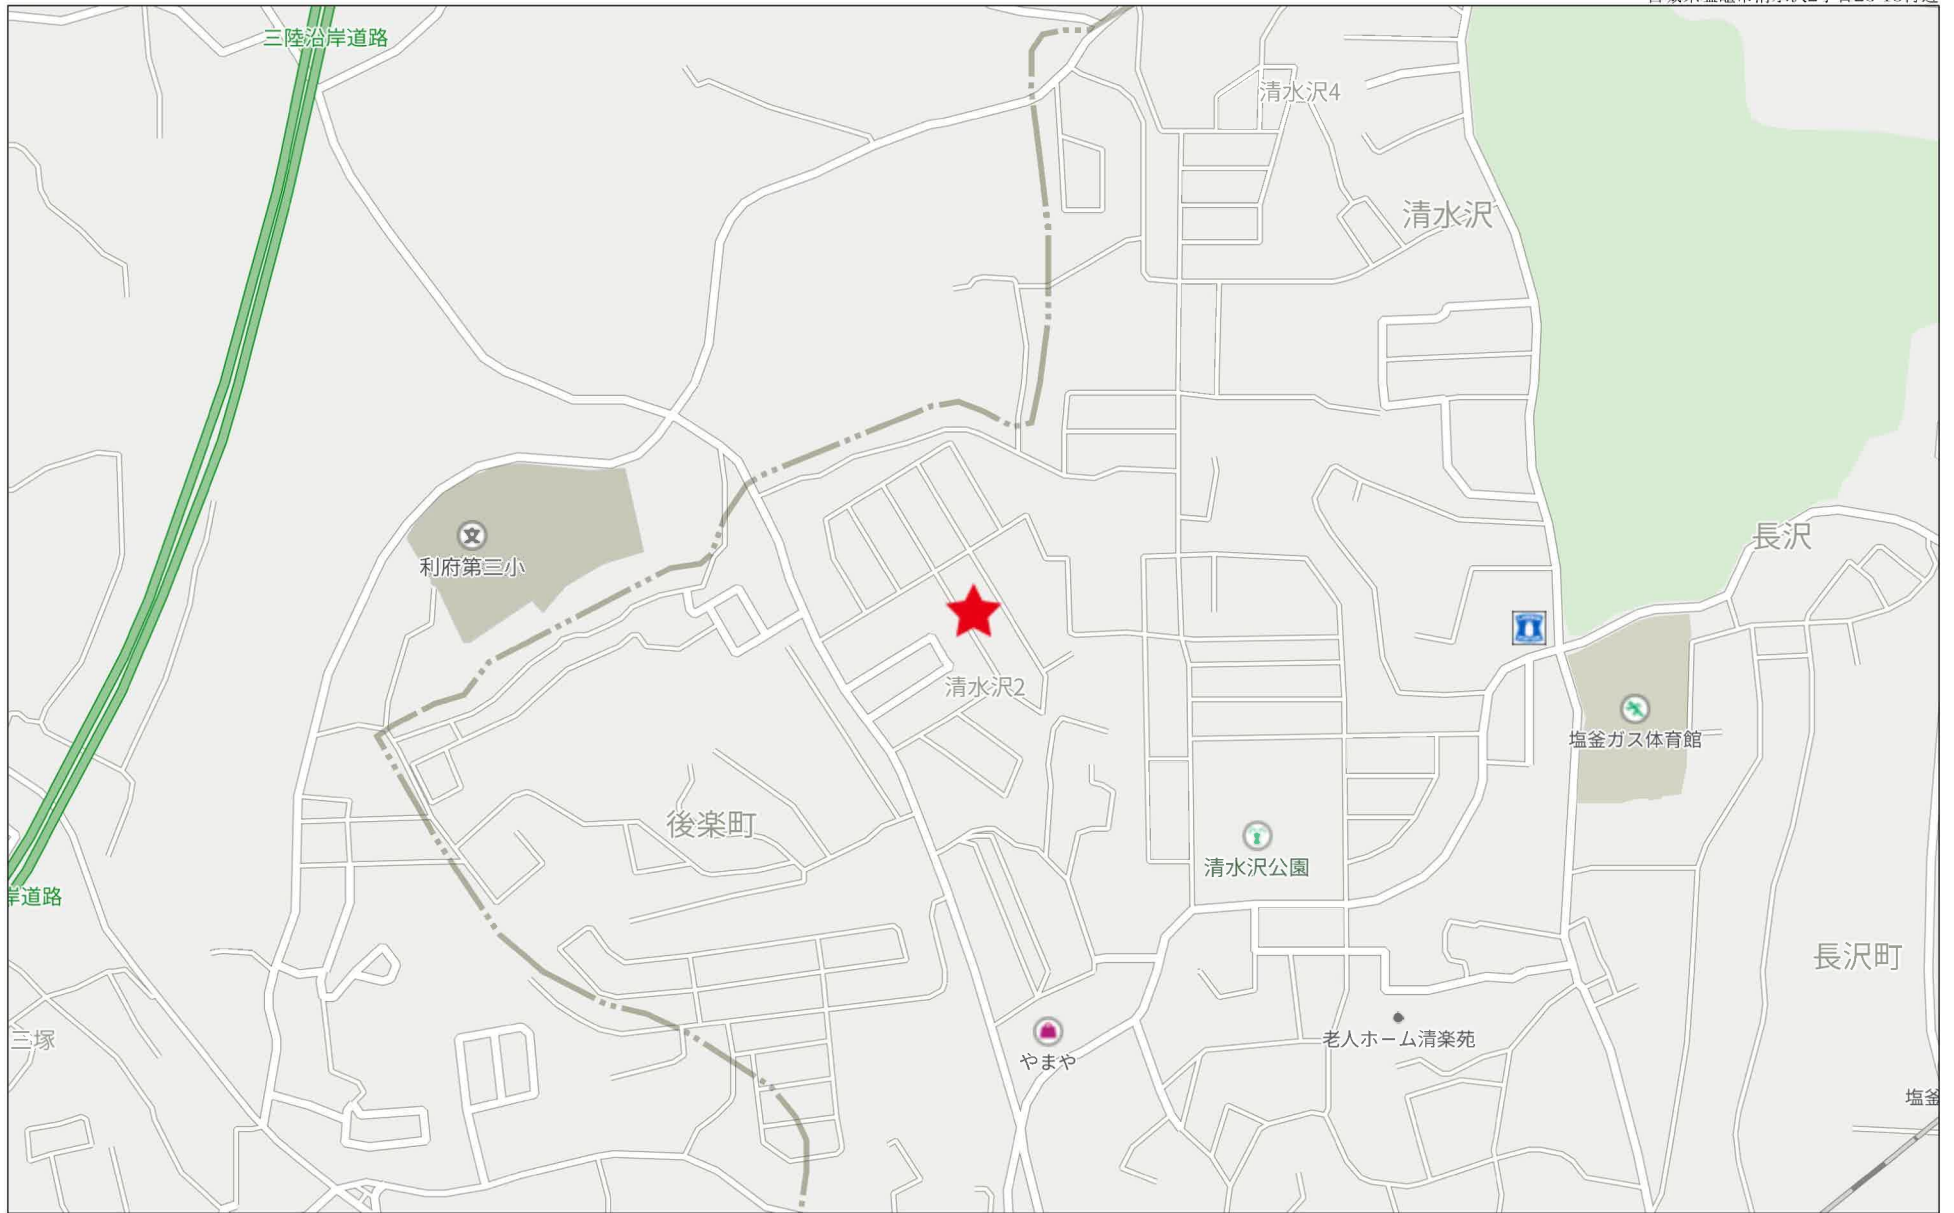 三陸沿岸道路
清水沢4
清水沢
長沢
利府第三小
清水沢2
塩釜ガス体育館
後楽町
清水沢公園
岸道路
長沢町
三塚
老人ホーム清楽苑
やまや
塩釜